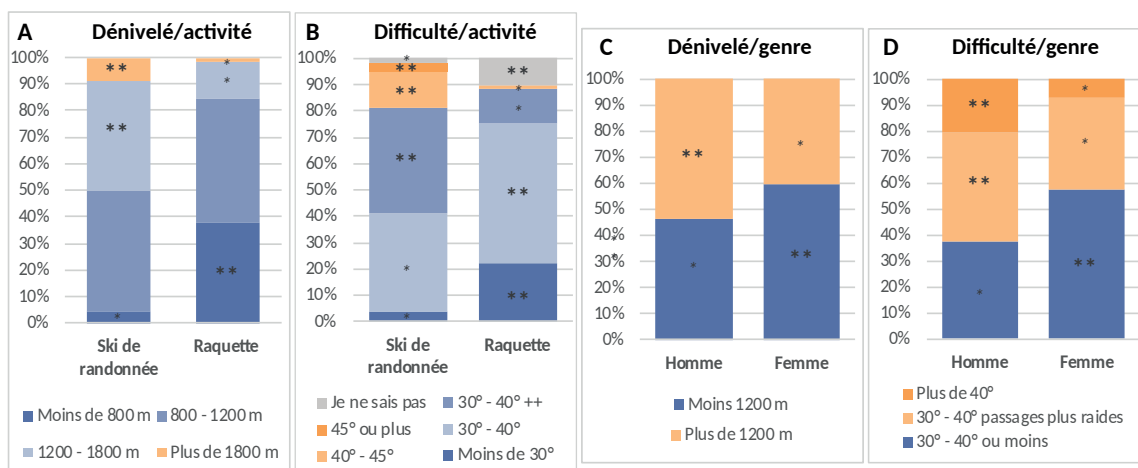 A Dénivelé/activité
100%
90%
80%
70%
60%
50%
40%
30%
20%
10%
0%
**
**
*
*
*
**
Ski de
randonnée
Raquette
Moins de 800 m
800 - 1200 m
1200 - 1800 m
Plus de 1800 m
B Difficulté/activité
100%
90%
80%
70%
60%
50%
40%
30%
20%
10%
0%
*
**
**
**
*
*
**
*
*
**
**
Ski de
randonnée
Raquette
Je ne sais pas
30° - 40° ++
45° ou plus
30° - 40°
40° - 45°
Moins de 30°
C Dénivelé/genre
100%
90%
80%
70%
60%
50%
40%
30%
20%
10%
0%
*
*
**
*
*
**
Homme
Femme
Moins 1200 m
Plus de 1200 m
D Difficulté/genre
100%
90%
80%
70%
60%
50%
40%
30%
20%
10%
0%
**
**
*
*
*
**
Homme
Femme
Plus de 40°
30° - 40° passages plus raides
30° - 40° ou moins